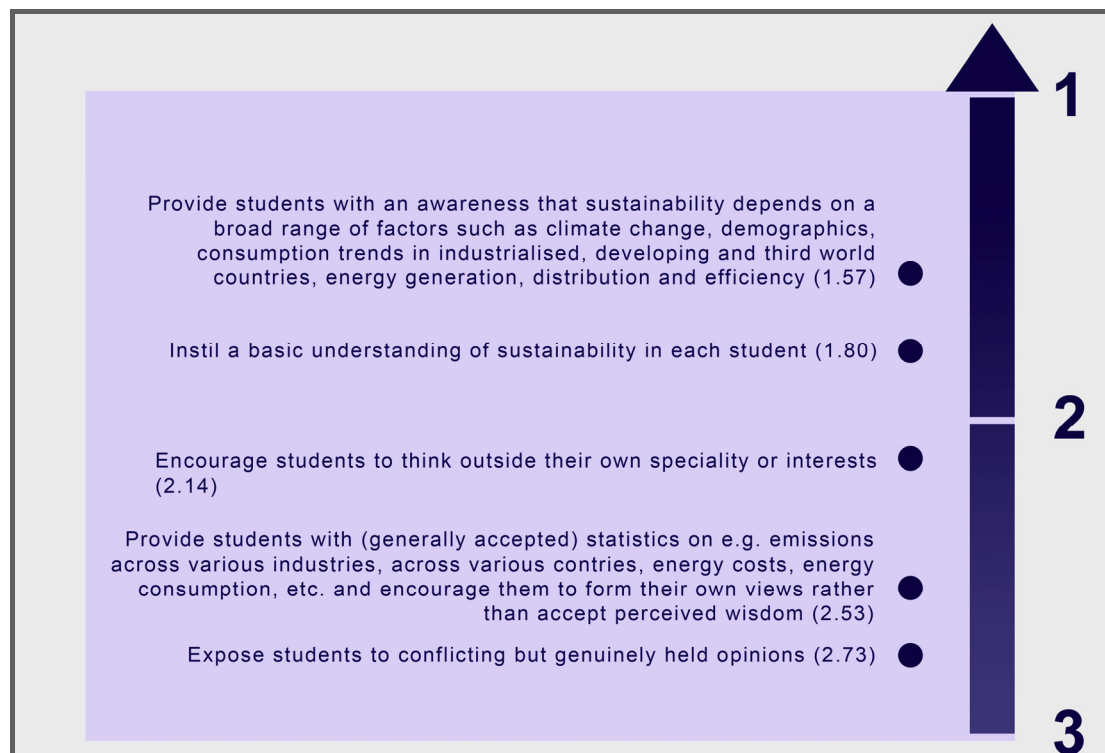 1
Provide students with an awareness that sustainability depends on a
broad range of factors such as climate change, demographics,
consumption trends in industrialised, developing and third world
countries, energy generation, distribution and efficiency (1.57)
Instil a basic understanding of sustainability in each student (1.80)
2
Encourage students to think outside their own speciality or interests
(2.14)
Provide students with (generally accepted) statistics on e.g. emissions
across various industries, across various contries, energy costs, energy
consumption, etc. and encourage them to form their own views rather
than accept perceived wisdom (2.53)
Expose students to conflicting but genuinely held opinions (2.73)
3